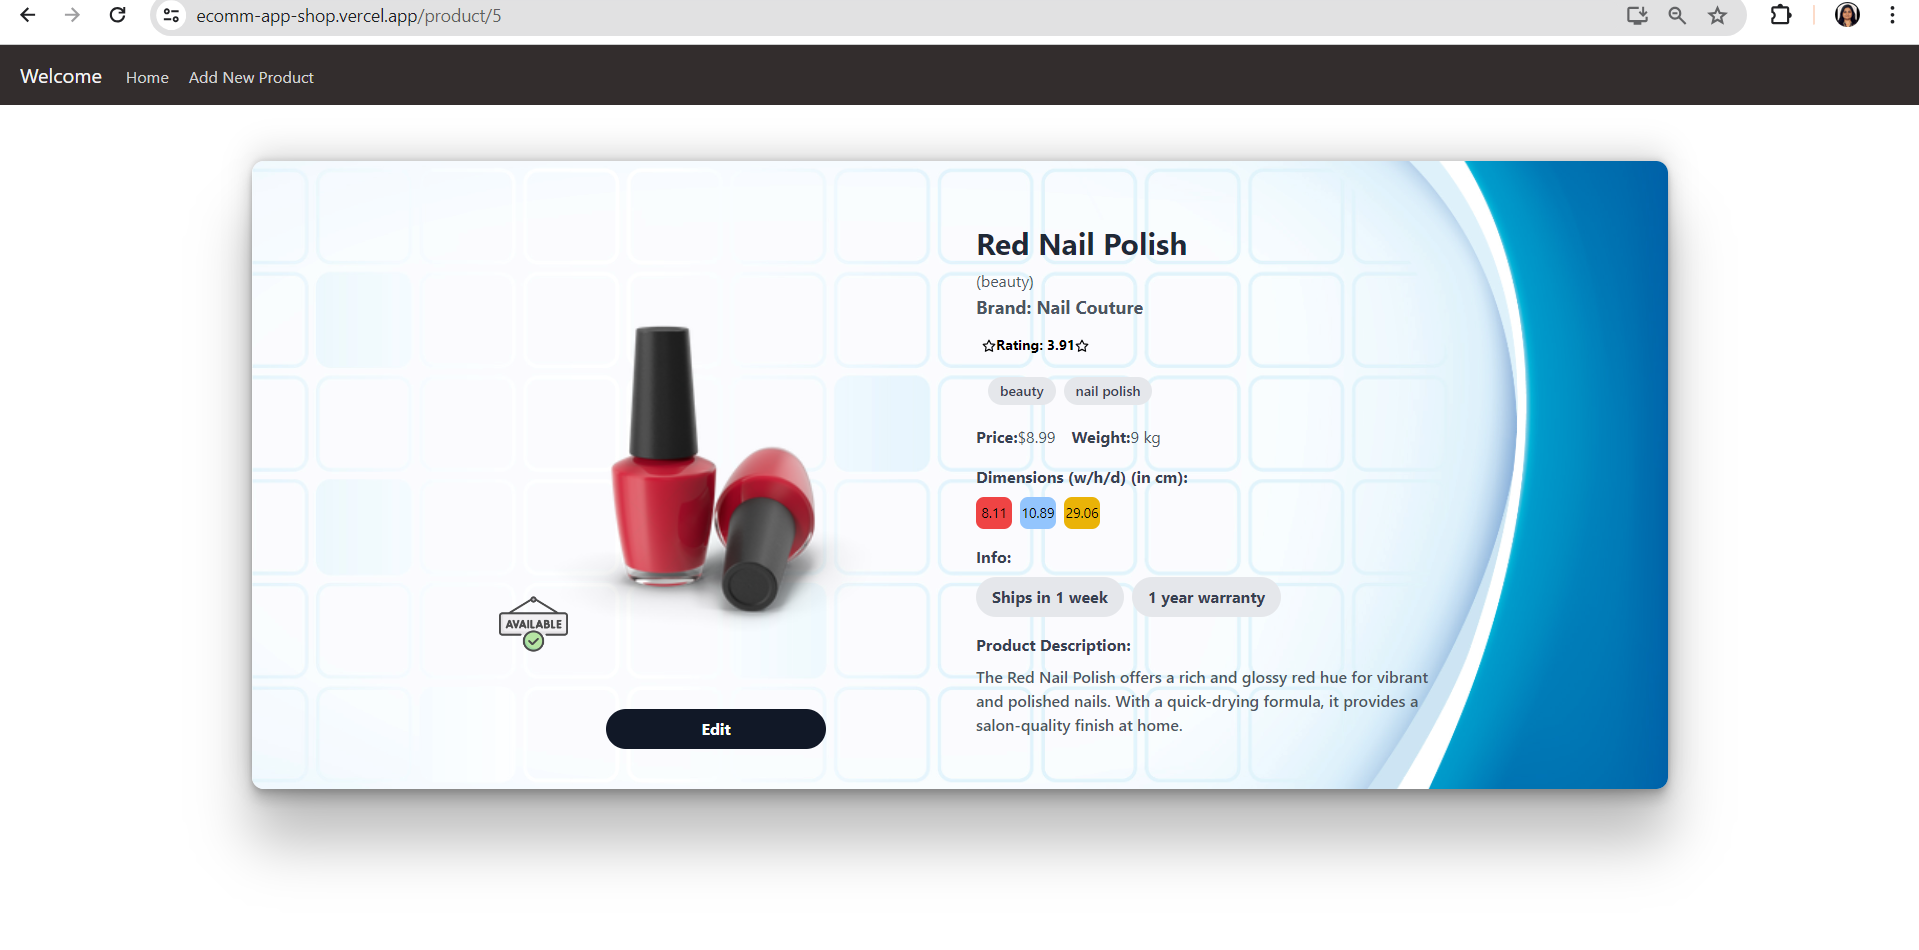 ecomm-app-shop.vercel.app/product/5
Welcome Home Add New Product
Red Nail Polish
(beauty)
Brand: Nail Couture
☆Rating: 3.91☆
beauty nail polish
Price:$8.99 Weight:9 kg
Dimensions (w/h/d) (in cm):
8.11 10.89 29.06
Info:
Ships in 1 week 1 year warranty
Product Description:
The Red Nail Polish offers a rich and glossy red hue for vibrant
and polished nails. With a quick-drying formula, it provides a
salon-quality finish at home.
AVAILABLE
Edit